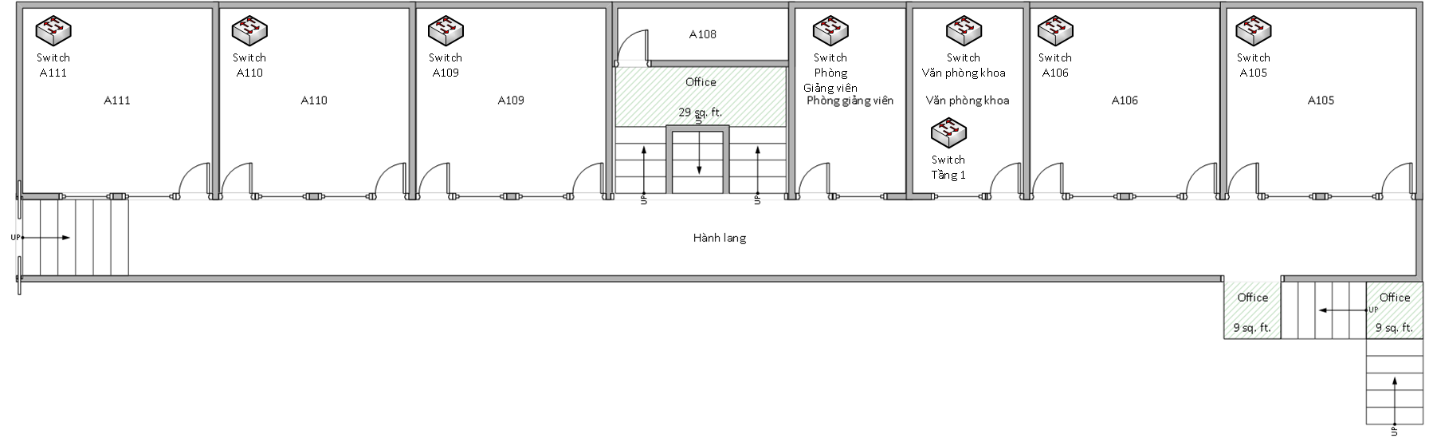 Switch
A111
A111
Switch
A110
A110
Switch
A109
A109
A108
Office
29 sq. ft.
UP
UP
UP
Switch
Phòng
Giảng viên
Phòng giảng viên
Switch
Văn phòng khoa
Văn phòng khoa
Switch
Tầng 1
Switch
A106
A106
Switch
A105
A105
UP
Hành lang
Office
9 sq. ft.
UP
Office
9 sq. ft.
UP